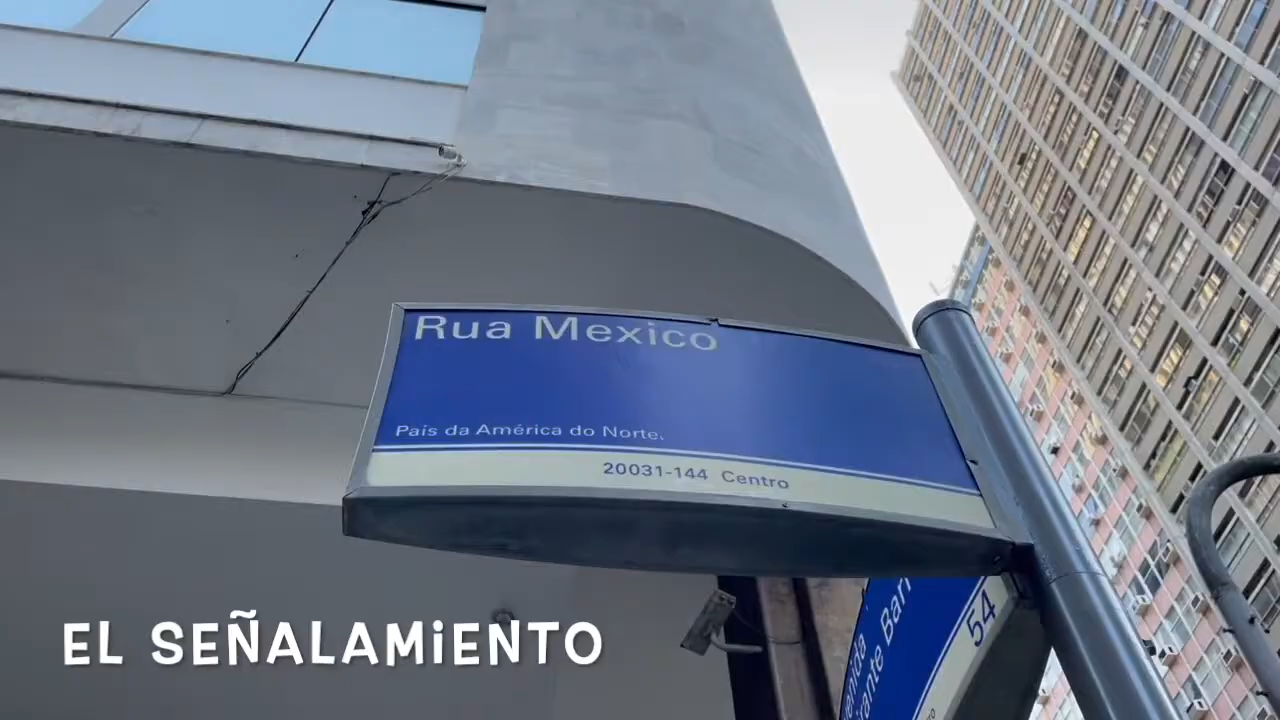 Rua Mexico
País da América do Norte.
20031-144 Centro
54
EL SEÑALAMiENTO